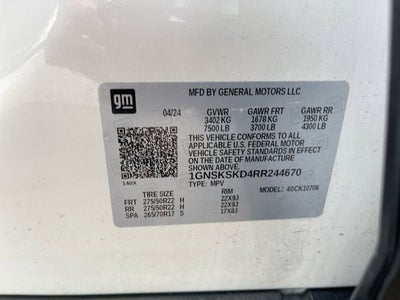 gm
MFD BY GENERAL MOTORS LLC
04/24 GVWR GAWR FRT GAWR RR
3402 KG 1678 KG 1950 KG
7500 LB 3700 LB 4300 LB
THIS VEHICLE CONFORMS TO ALL
APPLICABLE U.S. FEDERAL MOTOR
VEHICLE SAFETY STANDARDS IN
EFFECT ON THE DATE OF MANUFACTURE
SHOWN ABOVE.
1GNSKSKD4RR244670
TYPE: MPV MODEL: 40CK10706
160X
TIRE SIZE RIM
FRT 275/50R22 H 22X9J
RR 275/50R22 H 22X9J
SPA 265/70R17 S 17X8J